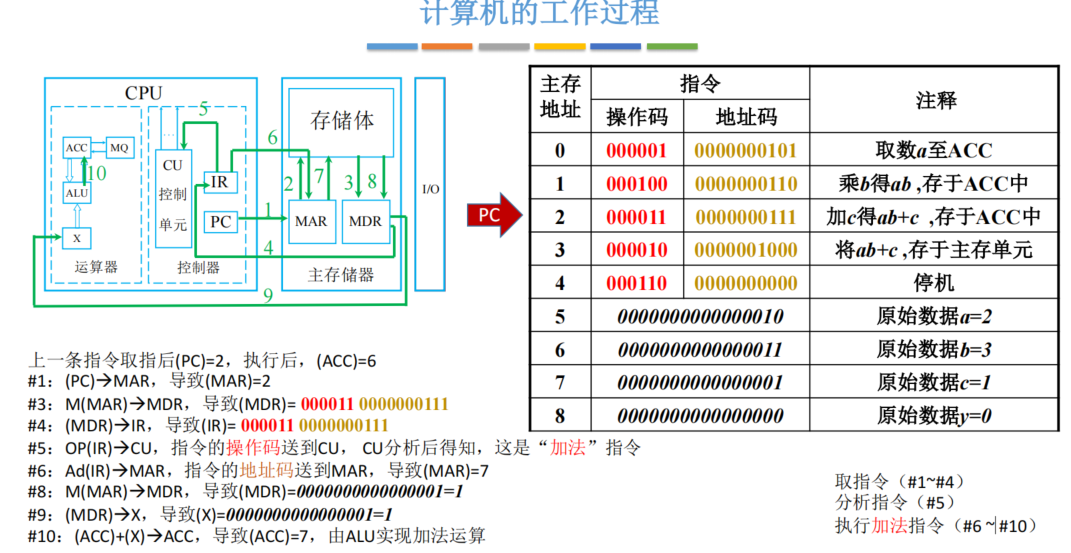 计算机的工作过程
CPU
ACC
MQ
10
ALU
X
运算器
5
...
CU
控制
单元
IR
PC
控制器
6
1
4
9
存储体
2
7
3
8
MAR
MDR
主存储器
I/O
PC
主存地址 指令 注释
操作码 地址码
0 000001 0000000101 取数a至ACC
1 000100 0000000110 乘b得ab ,存于ACC中
2 000011 0000000111 加c得ab+c ,存于ACC中
3 000010 0000001000 将ab+c ,存于主存单元
4 000110 0000000000 停机
5 0000000000000010 原始数据a=2
6 0000000000000011 原始数据b=3
7 0000000000000001 原始数据c=1
8 0000000000000000 原始数据y=0
上一条指令取指后(PC)=2，执行后，(ACC)=6
#1：(PC)→MAR，导致(MAR)=2
#3：M(MAR)→MDR，导致(MDR)= 000011 0000000111
#4：(MDR)→IR，导致(IR)= 000011 0000000111
#5：OP(IR)→CU，指令的操作码送到CU， CU分析后得知，这是“加法”指令
#6：Ad(IR)→MAR，指令的地址码送到MAR，导致(MAR)=7
#8：M(MAR)→MDR，导致(MDR)=0000000000000001=1
#9：(MDR)→X，导致(X)=0000000000000001=1
#10：(ACC)+(X)→ACC，导致(ACC)=7，由ALU实现加法运算
取指令（#1~#4）
分析指令（#5）
执行加法指令（#6 ~#10）